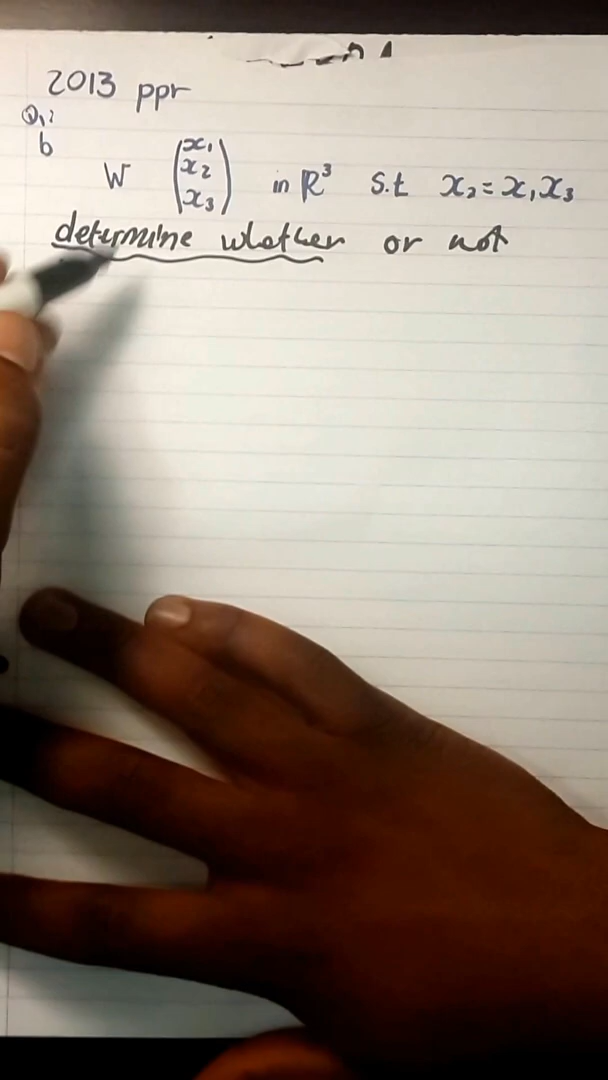 2013 ppr
Q1:
b
W (x₁ x₂ x₃) in ℝ³ s.t x₂ = x₁x₃
determine whether or not